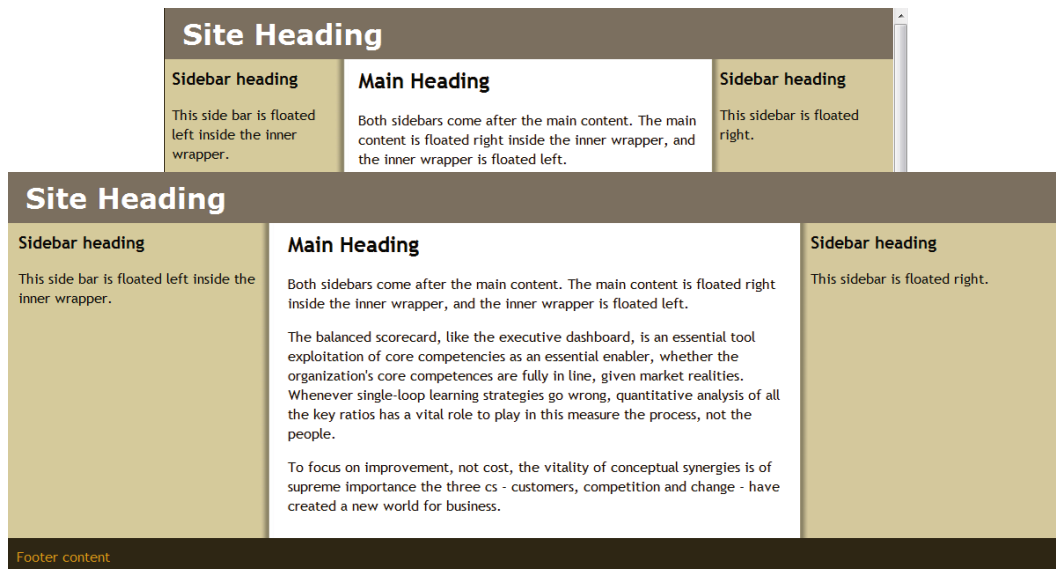 Site Heading
Sidebar heading
This side bar is floated
left inside the inner
wrapper.
Main Heading
Both sidebars come after the main content. The main
content is floated right inside the inner wrapper, and
the inner wrapper is floated left.
Sidebar heading
This sidebar is floated
right.
Site Heading
Sidebar heading
This side bar is floated left inside the
inner wrapper.
Main Heading
Both sidebars come after the main content. The main content is floated right
inside the inner wrapper, and the inner wrapper is floated left.
The balanced scorecard, like the executive dashboard, is an essential tool
exploitation of core competencies as an essential enabler, whether the
organization's core competences are fully in line, given market realities.
Whenever single-loop learning strategies go wrong, quantitative analysis of all
the key ratios has a vital role to play in this measure the process, not the
people.
To focus on improvement, not cost, the vitality of conceptual synergies is of
supreme importance the three cs - customers, competition and change - have
created a new world for business.
Sidebar heading
This sidebar is floated right.
Footer content